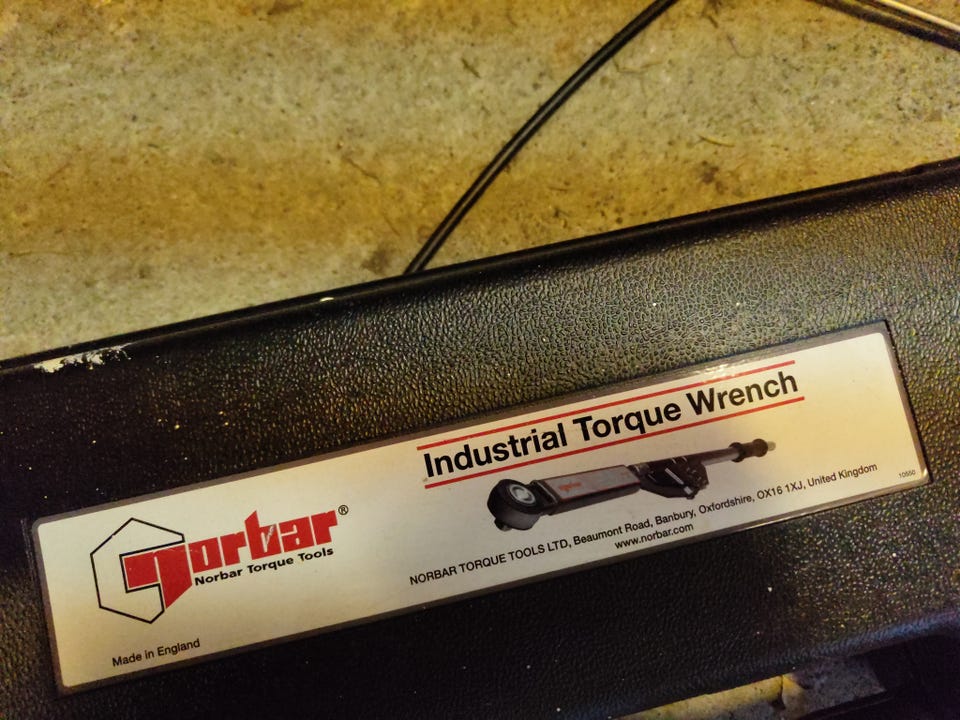 norbar®
Norbar Torque Tools
Made in England
Industrial Torque Wrench
norbar
NORBAR TORQUE TOOLS LTD, Beaumont Road, Banbury, Oxfordshire, OX16 1XJ, United Kingdom
www.norbar.com
10550